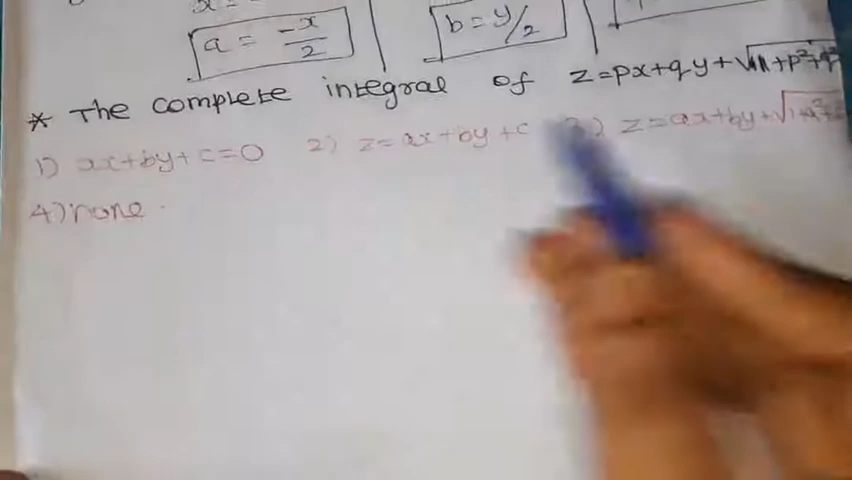 a = -x/2 b = y/2
* The complete integral of z=px+qy+√1+p²+q²
1) ax+by+c=0 2) z=ax+by+c 3) z=ax+by+√1+a²+
4) none